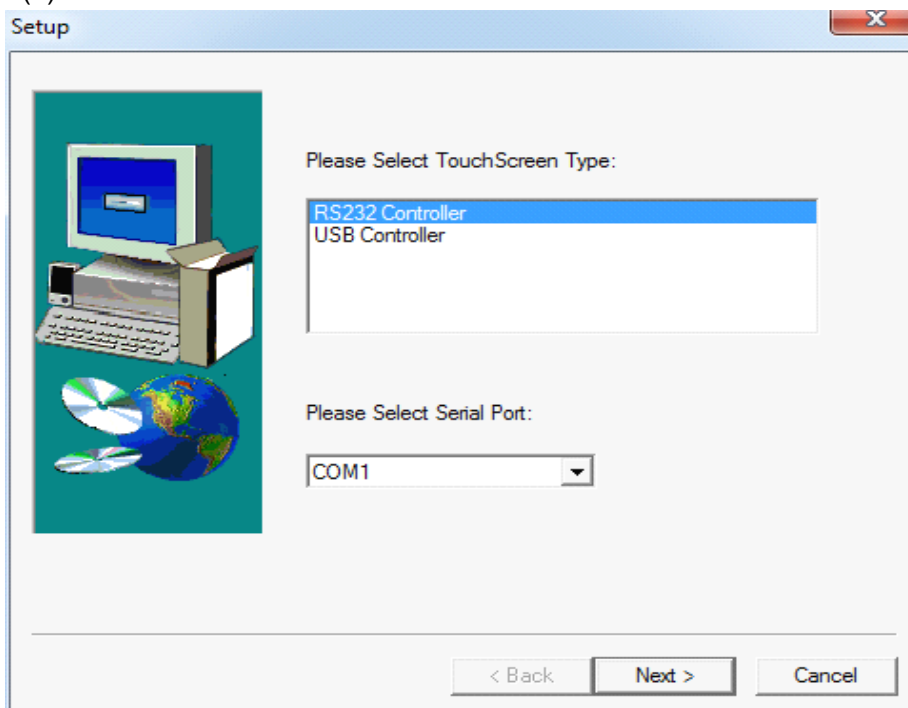 Setup
Please Select TouchScreen Type:
RS232 Controller
USB Controller
Please Select Serial Port:
COM1
< Back Next > Cancel